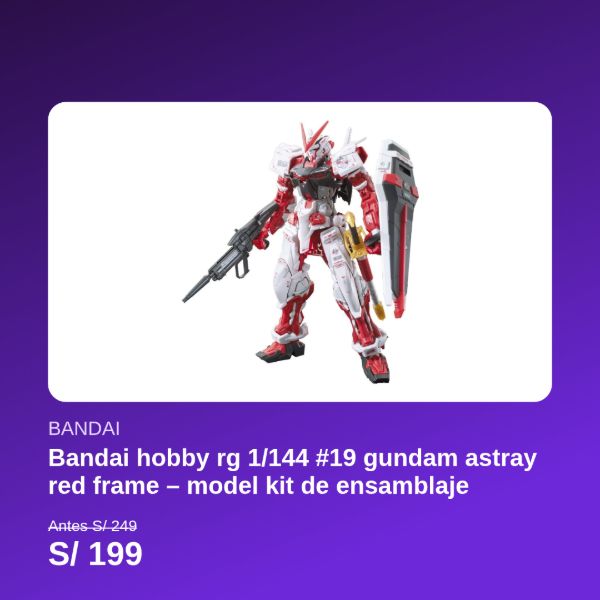 BANDAI
Bandai hobby rg 1/144 #19 gundam astray
red frame – model kit de ensamblaje
Antes S/ 249
S/ 199